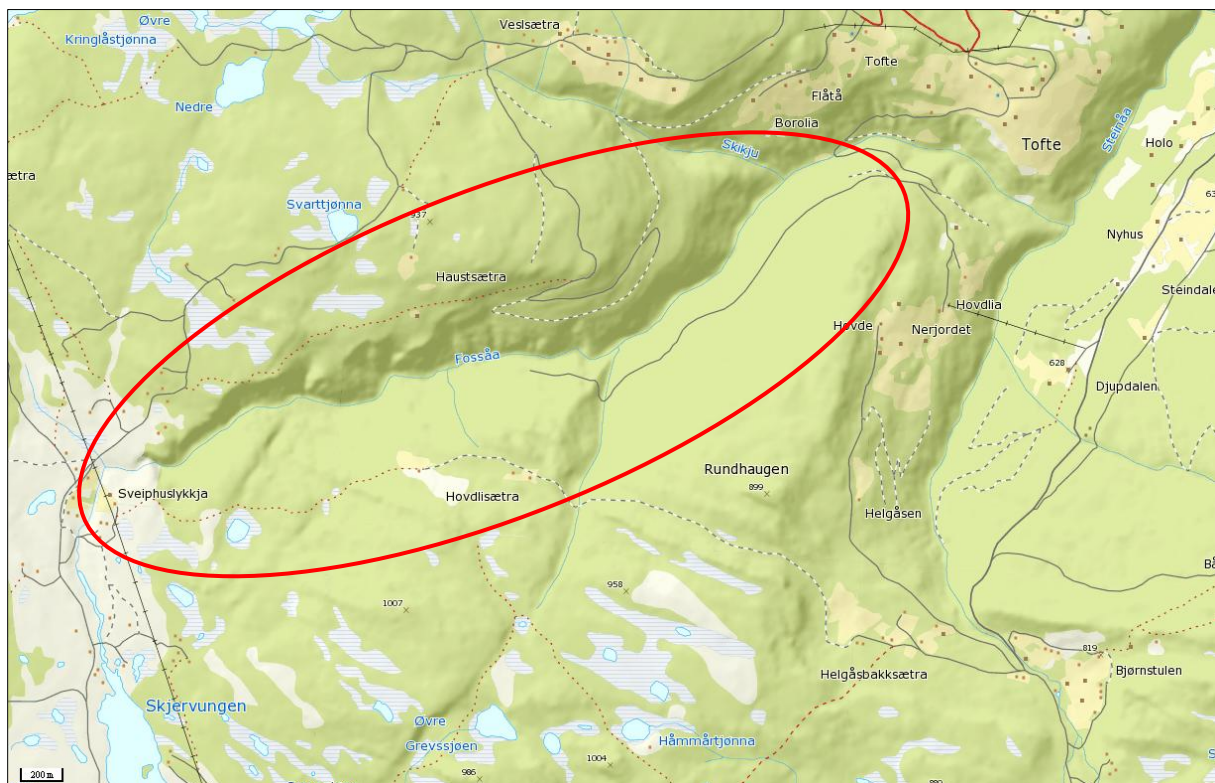 Øvre
Kringlåstjønna
Veslsætra
Tofte
Nedre
Flåtå
Borolia
Steinåa
Skikju
Tofte
Holo
ætra
Svarttjønna
937
Nyhus
Haustsætra
Steindale
Hovdlia
Hovde
Nerjordet
Fossåa
628
Djupdalen
Rundhaugen
899
Sveiphuslykkja
Hovdlisætra
Helgåsen
958
1007
819
Bjørnstulen
Helgåsbakksætra
Skjervungen
Øvre
Grevssjøen
Håmmårtjønna
1004
986
200 m